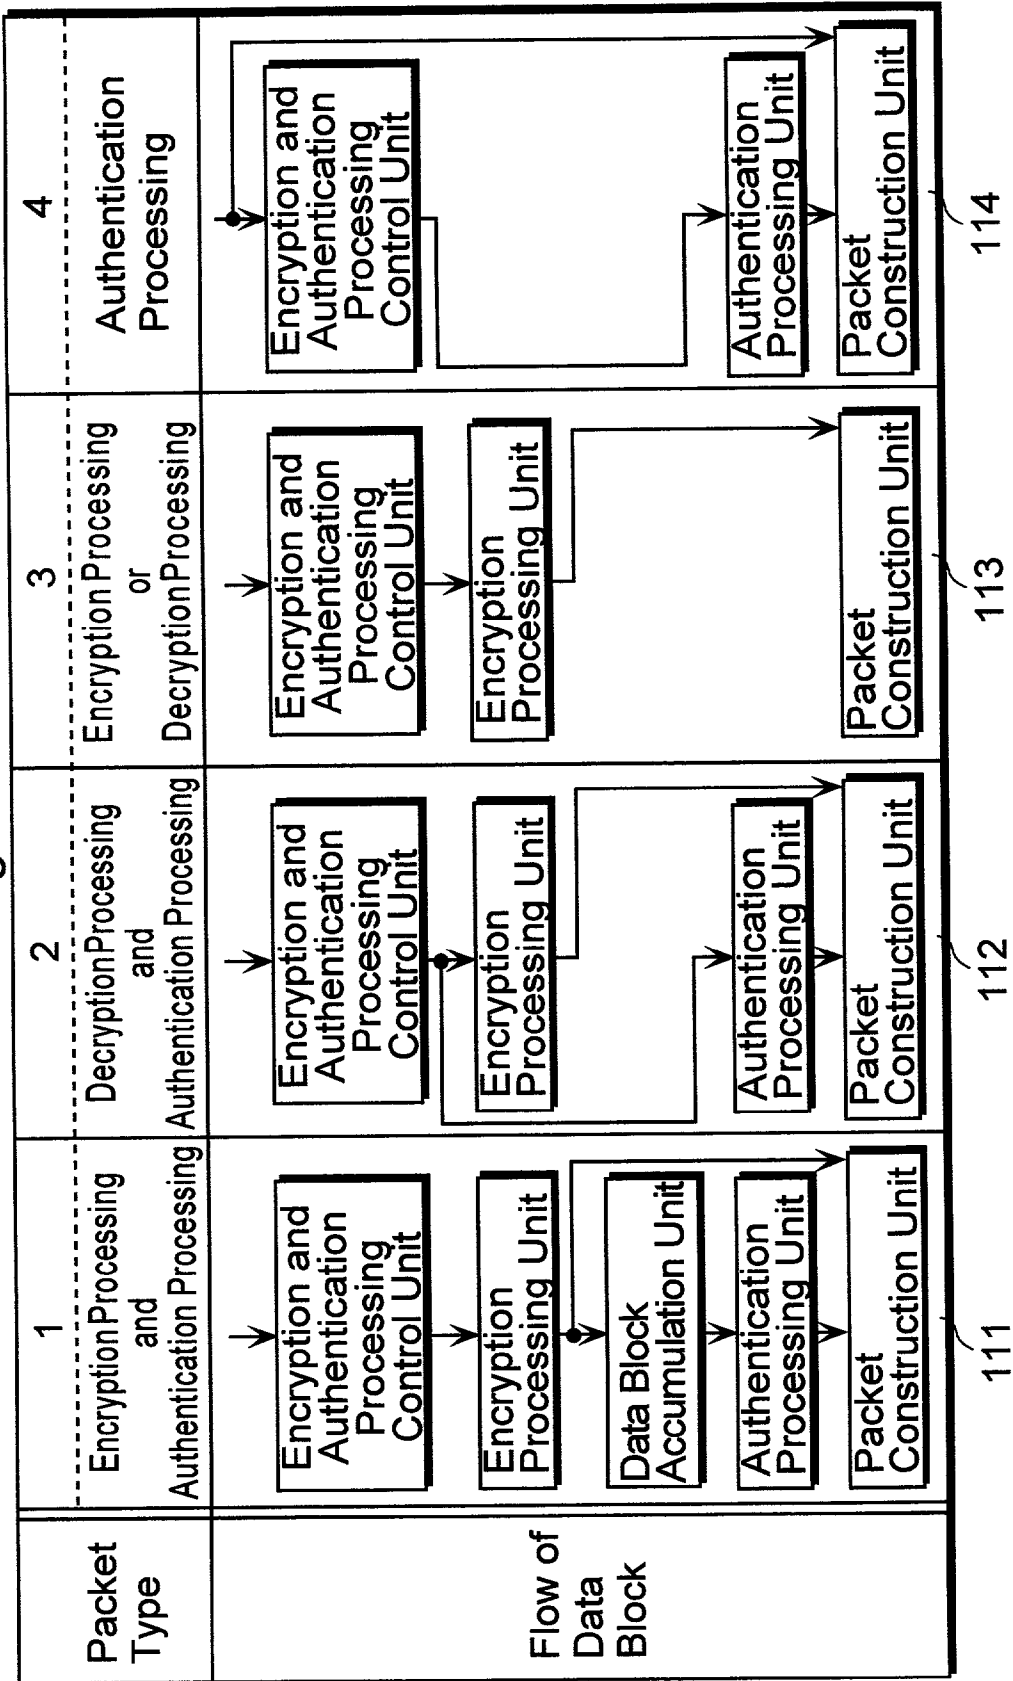 Packet
Type
1
Encryption Processing
and
Authentication Processing
2
Decryption Processing
and
Authentication Processing
3
Encryption Processing
or
Decryption Processing
4
Authentication
Processing
Flow of
Data
Block
Encryption and
Authentication
Processing
Control Unit
Encryption
Processing Unit
Data Block
Accumulation Unit
Authentication
Processing Unit
Packet
Construction Unit
111
Encryption and
Authentication
Processing
Control Unit
Encryption
Processing Unit
Authentication
Processing Unit
Packet
Construction Unit
112
Encryption and
Authentication
Processing
Control Unit
Encryption
Processing Unit
Packet
Construction Unit
113
Encryption and
Authentication
Processing
Control Unit
Authentication
Processing Unit
Packet
Construction Unit
114